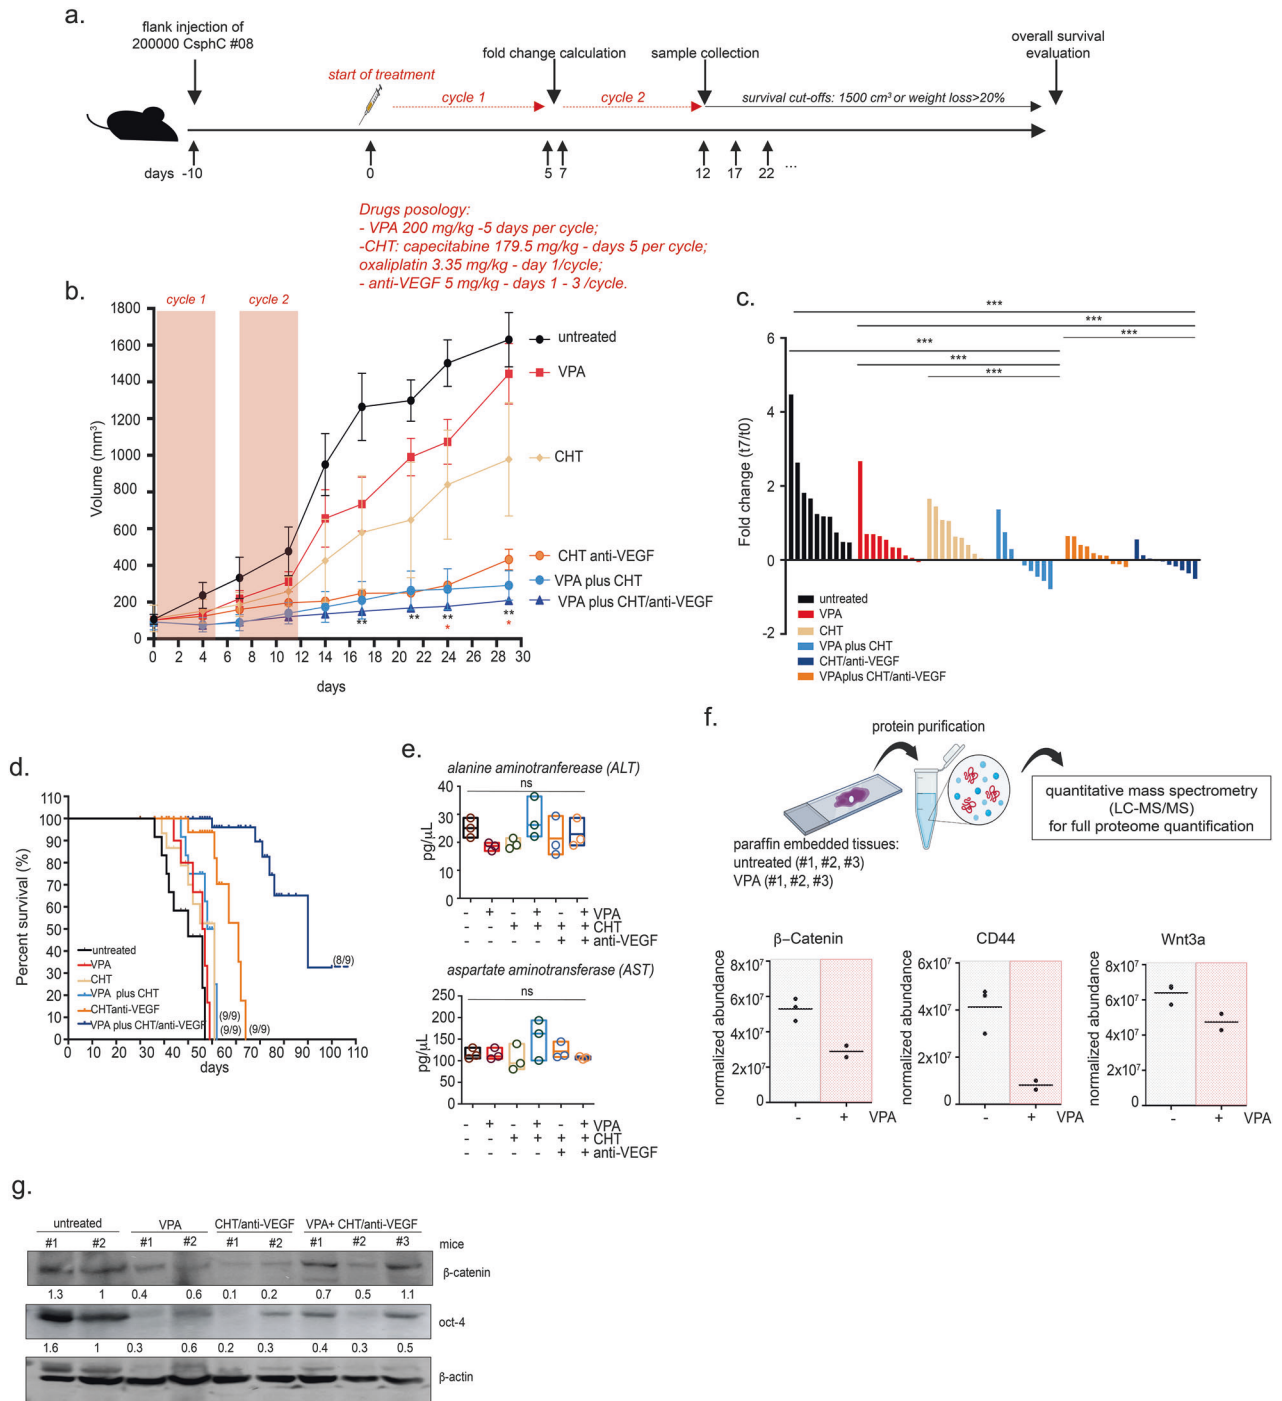 a.
flank injection of
200000 CsphC #08
start of treatment
cycle 1
fold change calculation
cycle 2
sample collection
survival cut-offs: 1500 cm³ or weight loss>20%
overall survival
evaluation
days -10 0 5 7 12 17 22 ...
Drugs posology:
- VPA 200 mg/kg -5 days per cycle;
-CHT: capecitabine 179.5 mg/kg - days 5 per cycle;
oxaliplatin 3.35 mg/kg - day 1/cycle;
- anti-VEGF 5 mg/kg - days 1 - 3 /cycle.
b.
cycle 1 cycle 2
Volume (mm³)
1800
1600
1400
1200
1000
800
600
400
200
0
0 2 4 6 8 10 12 14 16 18 20 22 24 26 28 30
days
untreated
VPA
CHT
CHT anti-VEGF
VPA plus CHT
VPA plus CHT/anti-VEGF
** ** ** **
* *
c.
***
***
***
***
***
***
Fold change (t7/t0)
6
4
2
0
-2
untreated
VPA
CHT
VPA plus CHT
CHT/anti-VEGF
VPAplus CHT/anti-VEGF
d.
Percent survival (%)
110
100
90
80
70
60
50
40
30
20
10
0
0 10 20 30 40 50 60 70 80 90 100 110
days
untreated
VPA
CHT
VPA plus CHT
CHTanti-VEGF
VPA plus CHT/anti-VEGF
(8/9)
(9/9)
(9/9) (9/9)
e.
alanine aminotranferease (ALT)
ns
pg/µL
40
30
20
10
0
- + - + - + VPA
- - + + + + CHT
- - - - + + anti-VEGF
aspartate aminotransferase (AST)
ns
pg/µL
250
200
150
100
50
0
- + - + - + VPA
- - + + + + CHT
- - - - + + anti-VEGF
f.
protein purification
paraffin embedded tissues:
untreated (#1, #2, #3)
VPA (#1, #2, #3)
quantitative mass spectrometry
(LC-MS/MS)
for full proteome quantification
β-Catenin
normalized abundance
8x10⁷
6x10⁷
4x10⁷
2x10⁷
0
- + VPA
CD44
normalized abundance
6x10⁷
4x10⁷
2x10⁷
0
- + VPA
Wnt3a
normalized abundance
8x10⁷
6x10⁷
4x10⁷
2x10⁷
0
- + VPA
g.
untreated VPA CHT/anti-VEGF VPA+ CHT/anti-VEGF
#1 #2 #1 #2 #1 #2 #1 #2 #3 mice
β-catenin
1.3 1 0.4 0.6 0.1 0.2 0.7 0.5 1.1
oct-4
1.6 1 0.3 0.6 0.2 0.3 0.4 0.3 0.5
β-actin